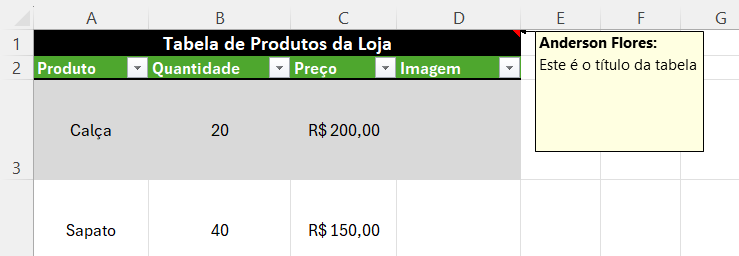 A B C D E F G
1 Tabela de Produtos da Loja
Anderson Flores:
Este é o título da tabela
2 Produto Quantidade Preço Imagem
3 Calça 20 R$ 200,00
Sapato 40 R$ 150,00